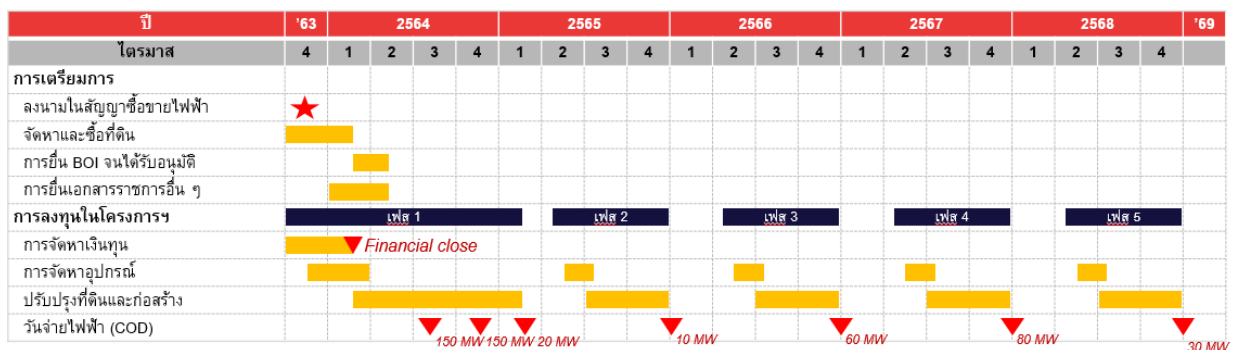 ปี '63 2564 2565 2566 2567 2568 '69
ไตรมาส 4 1 2 3 4 1 2 3 4 1 2 3 4 1 2 3 4 1 2 3 4
การเตรียมการ
ลงนามในสัญญาซื้อขายไฟฟ้า
จัดหาและซื้อที่ดิน
การยื่น BOI จนได้รับอนุมัติ
การยื่นเอกสารราชการอื่น ๆ
การลงทุนในโครงการฯ เฟส 1 เฟส 2 เฟส 3 เฟส 4 เฟส 5
การจัดหาเงินทุน Financial close
การจัดหาอุปกรณ์
ปรับปรุงที่ดินและก่อสร้าง
วันจ่ายไฟฟ้า (COD) 150 MW 150 MW 20 MW 10 MW 60 MW 80 MW 30 MW